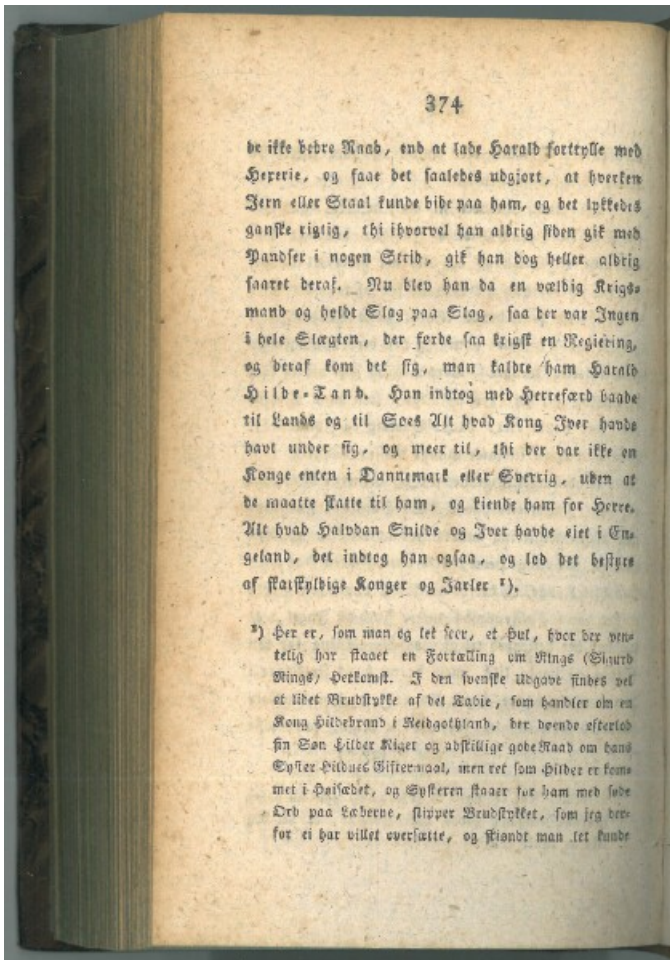 374
de ikke bedre Raad, end at lade Harald fortrylle med
Hexerie, og faae det saaledes udgjort, at hverken
Jern eller Staal kunde bide paa ham, og det lykkedes
ganske rigtig, thi ihvorvel han aldrig siden gik med
Pandser i nogen Strid, gik han dog heller aldrig
saaret deraf. Nu blev han da en vældig Krigs-
mand og holdt Slag paa Slag, saa der var Ingen
i hele Slægten, der førde saa krigsk en Regiering,
og deraf kom det sig, man kaldte ham Harald
Hilde-Tand. Han indtog med Herrefærd baade
til Lands og til Søes Alt hvad Kong Iver havde
havt under sig, og meer til, thi der var ikke en
Konge enten i Dannemark eller Sverrig, uden at
de maatte skatte til ham, og kiende ham for Herre.
Alt hvad Halvdan Snilde og Iver havde eiet i En-
geland, det indtog han ogsaa, og lod det bestyre
af skatskyldige Konger og Jarler 1).
1) Her er, som man og let seer, et Hul, hvor der ven-
telig har staaet en Fortælling om Rings (Sigurd
Rings) Herkomst. I den svenske Udgave findes vel
et lidet Brudstykke af det Tabte, som handler om en
Kong Hildebrand i Reidgothland, der døende efterlod
sin Søn Hilder Riget og adskillige gode Raad om hans
Syster Hildues Giftermaal, men ret som Hilder er kom-
met i Høisædet, og Systeren staaer for ham med søde
Ord paa Læberne, slipper Brudstykket, som jeg der-
for ei har villet oversætte, og skiøndt man let kunde